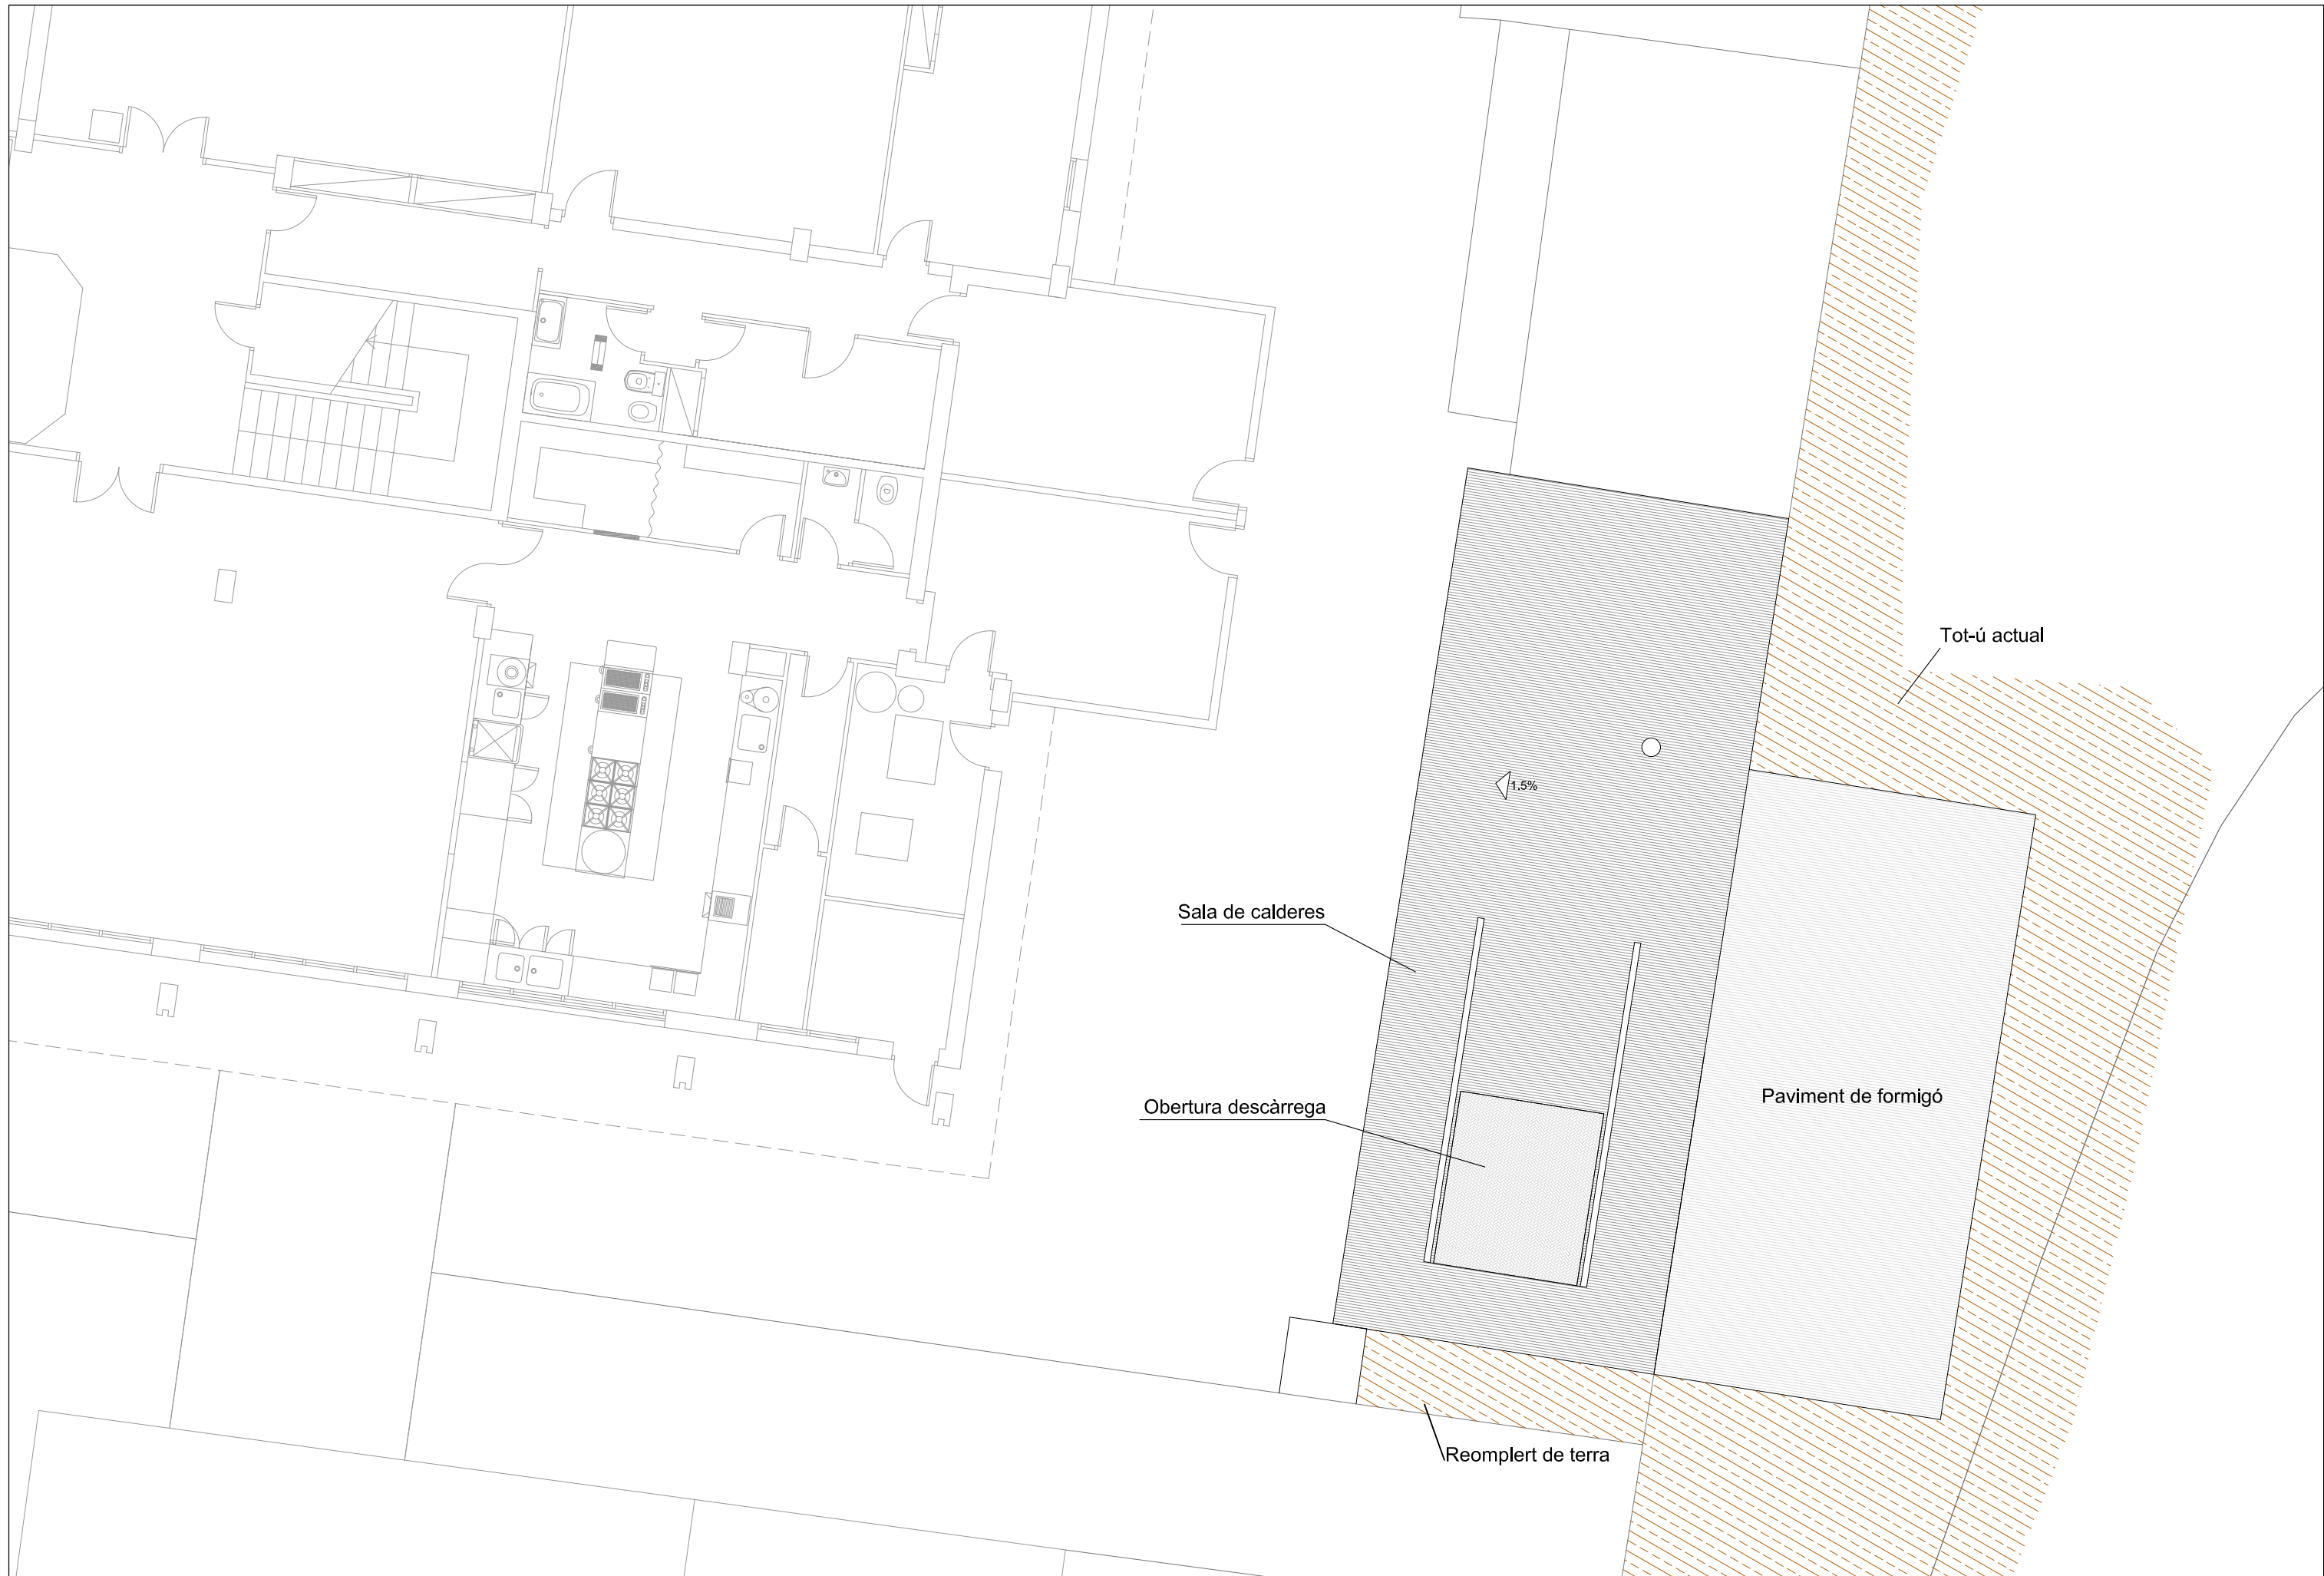 Tot-ú actual
1.5%
Sala de calderes
Paviment de formigó
Obertura descàrrega
Reomplert de terra